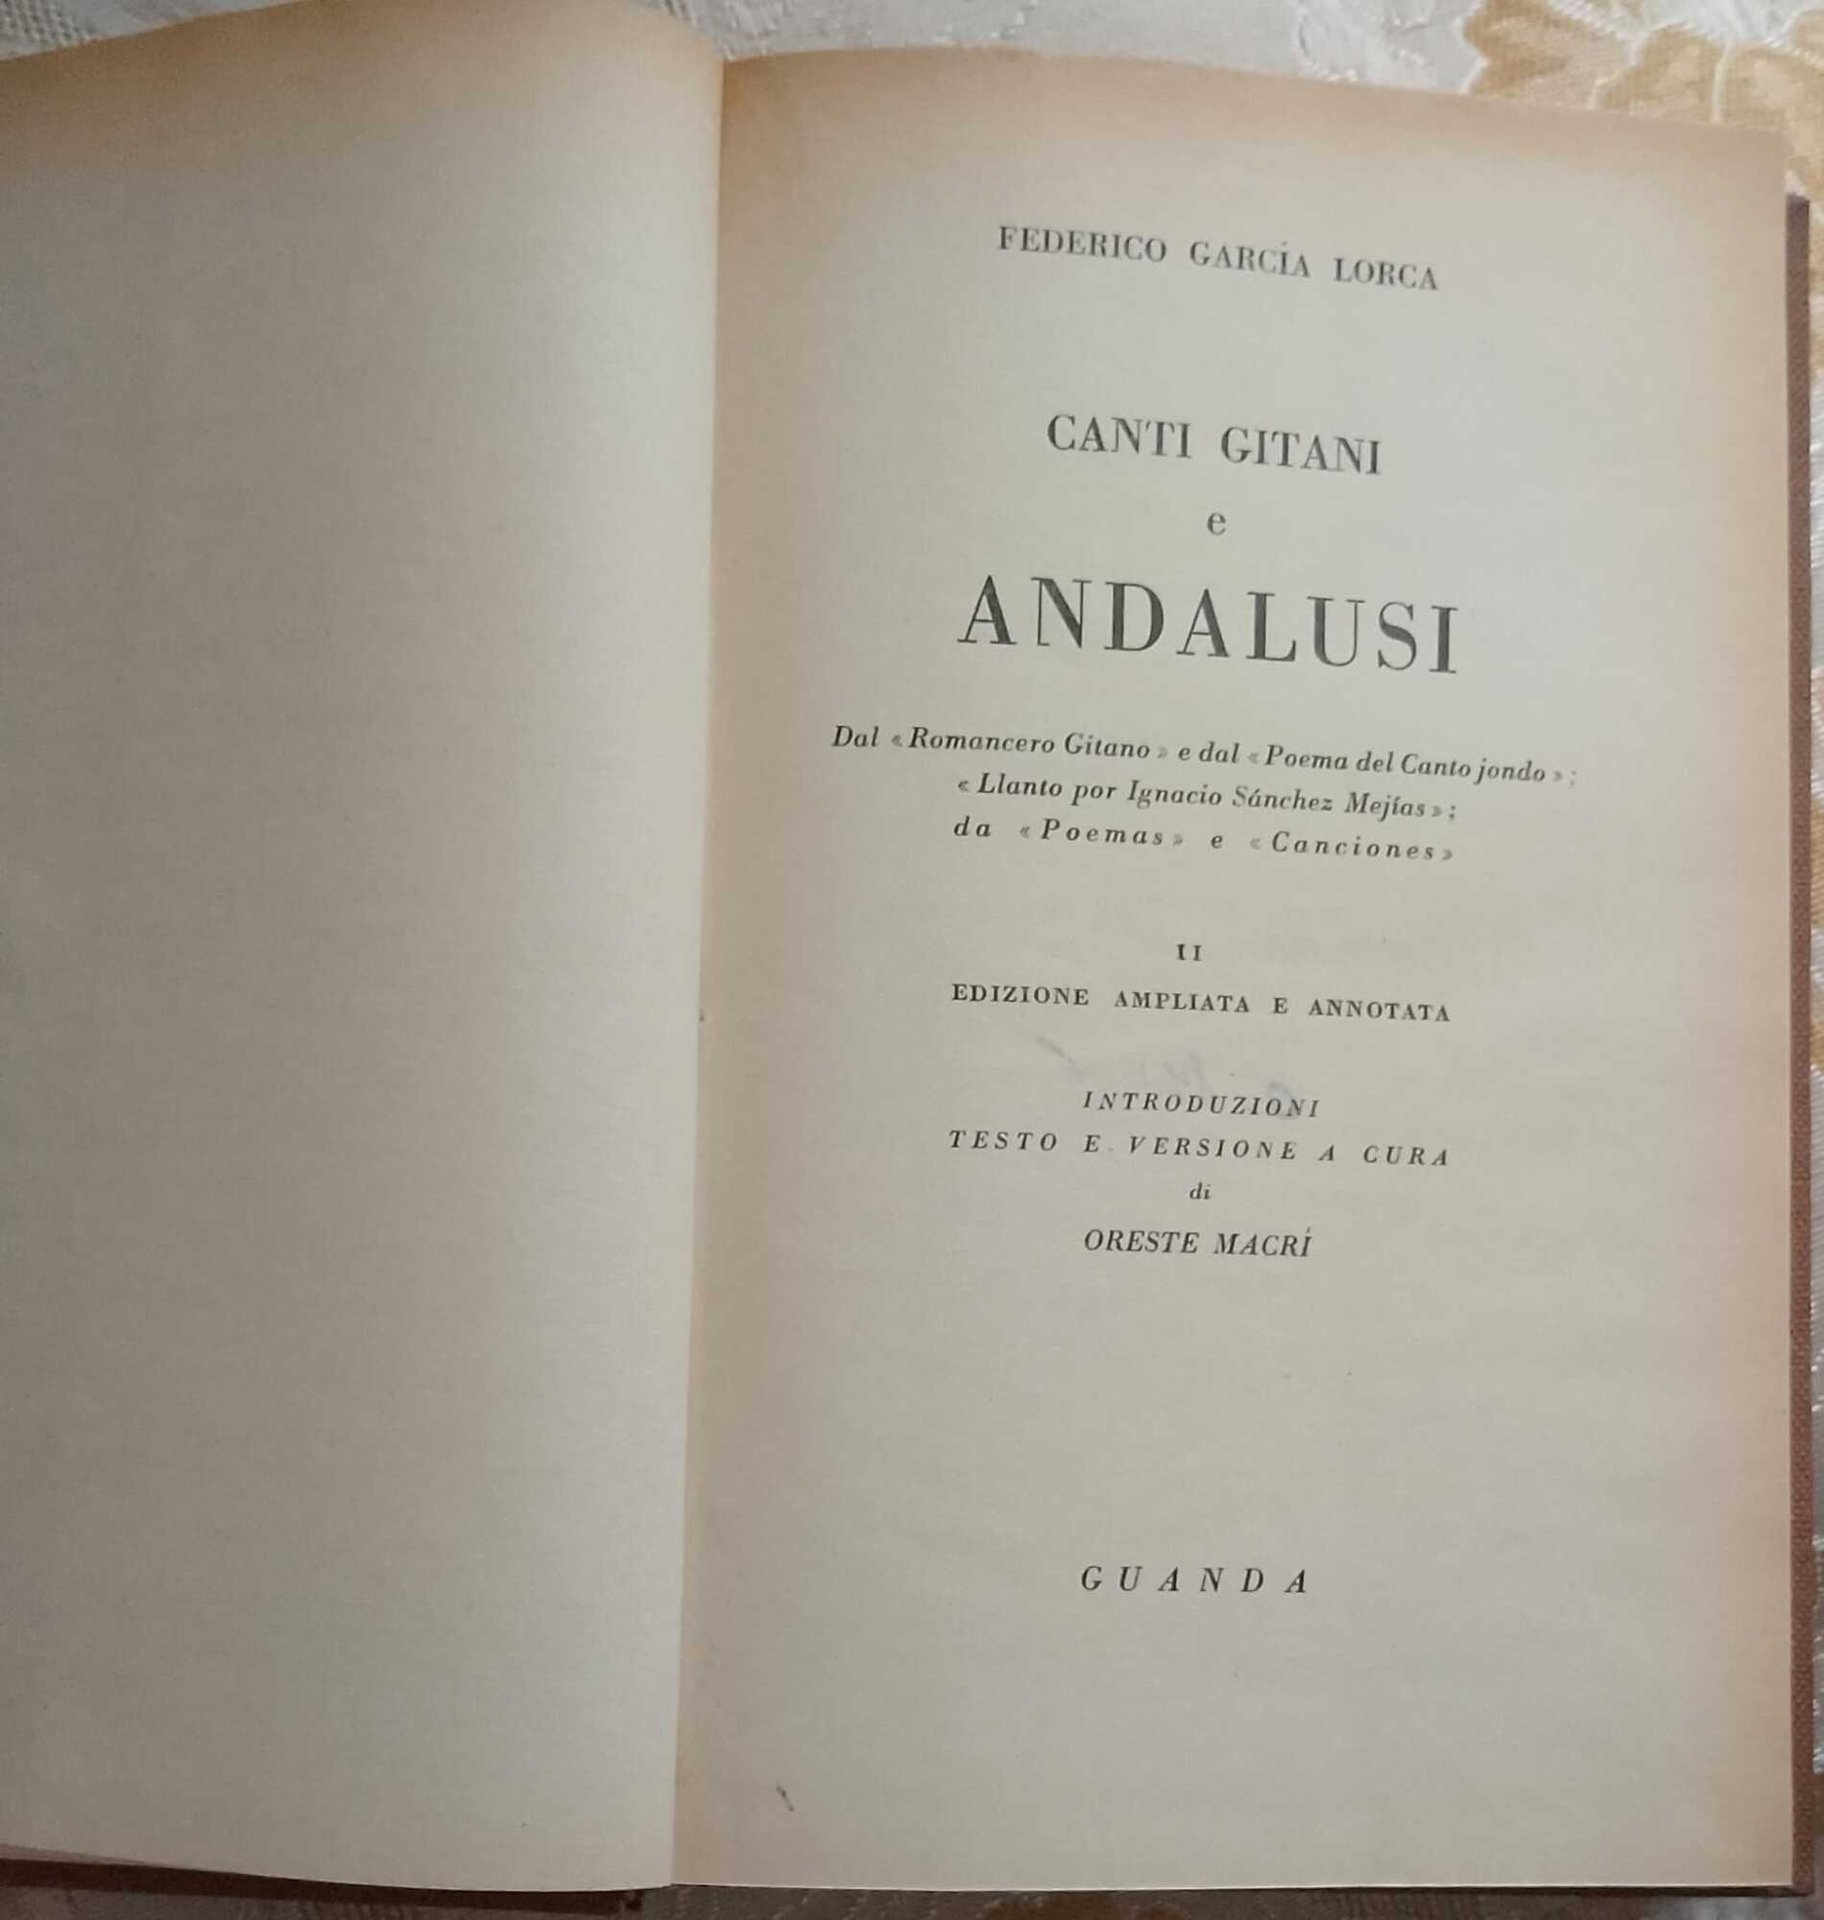 FEDERICO GARCÍA LORCA
CANTI GITANI
e
ANDALUSI
Dal « Romancero Gitano » e dal « Poema del Canto jondo » ;
« Llanto por Ignacio Sánchez Mejías » ;
da « Poemas » e « Canciones »
II
EDIZIONE AMPLIATA E ANNOTATA
INTRODUZIONI
TESTO E VERSIONE A CURA
di
ORESTE MACRÍ
GUANDA